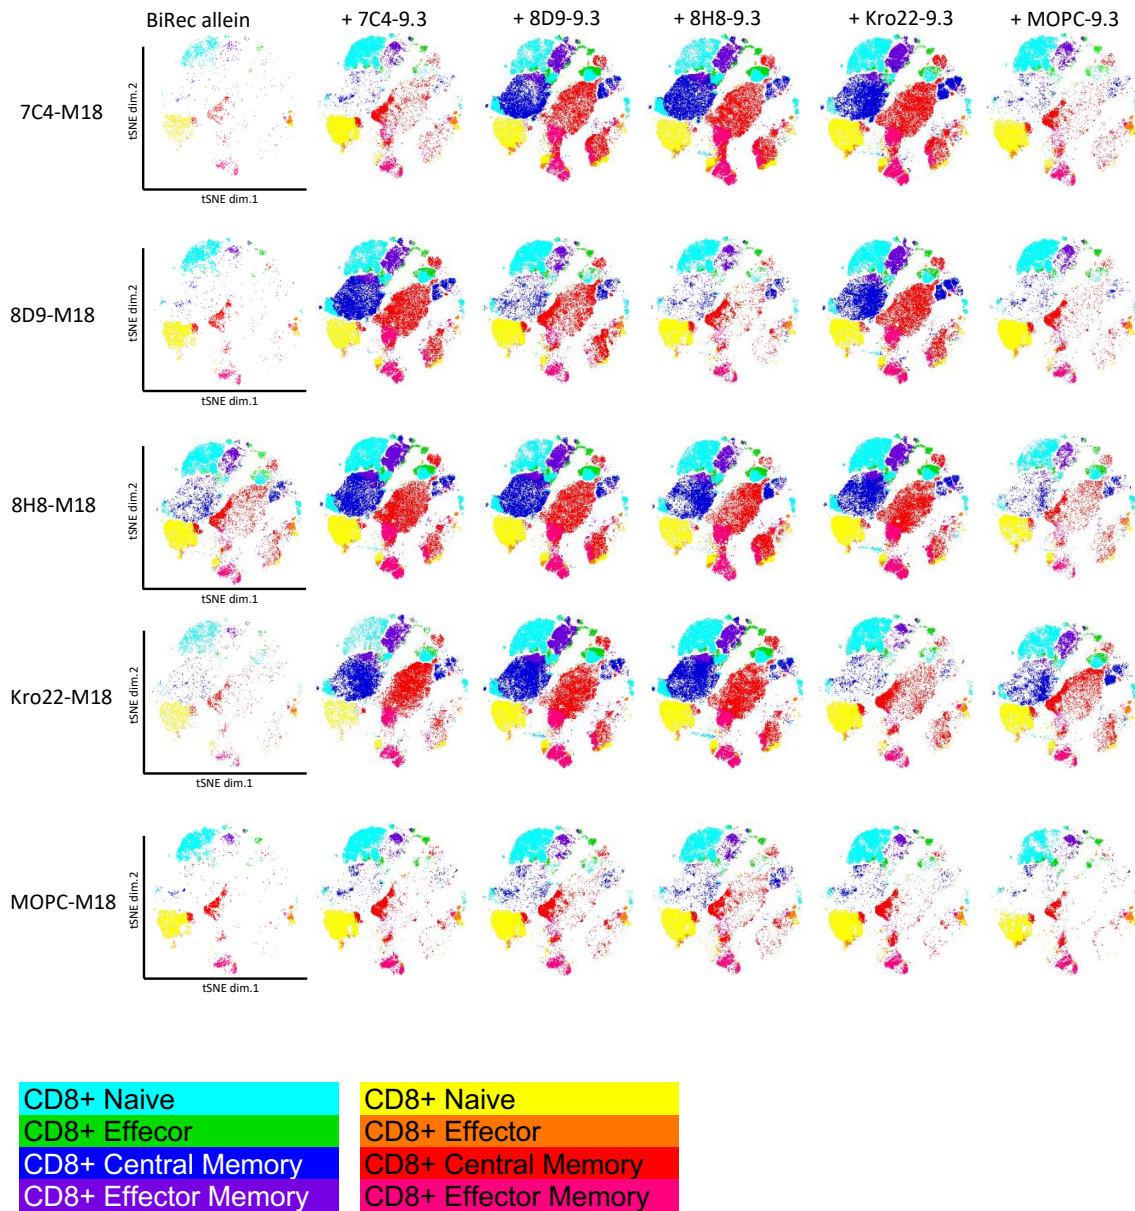 BiRec allein + 7C4-9.3 + 8D9-9.3 + 8H8-9.3 + Kro22-9.3 + MOPC-9.3
7C4-M18
tSNE dim.2
tSNE dim.1
8D9-M18
tSNE dim.2
tSNE dim.1
8H8-M18
tSNE dim.2
tSNE dim.1
Kro22-M18
tSNE dim.2
tSNE dim.1
MOPC-M18
tSNE dim.2
tSNE dim.1
CD8+ Naive
CD8+ Effecor
CD8+ Central Memory
CD8+ Effector Memory
CD8+ Naive
CD8+ Effector
CD8+ Central Memory
CD8+ Effector Memory